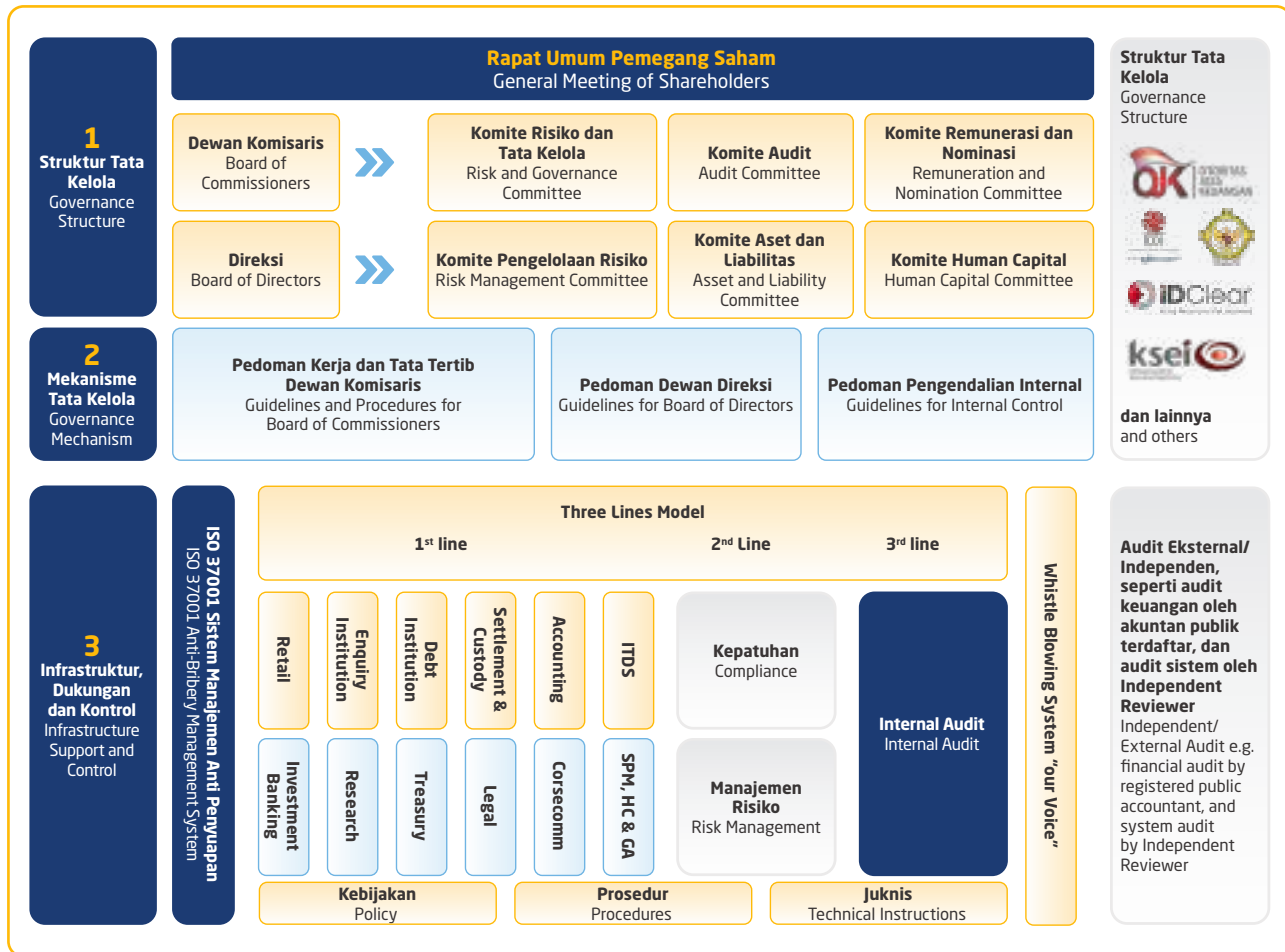 Rapat Umum Pemegang Saham
General Meeting of Shareholders
1
Struktur Tata
Kelola
Governance
Structure
Dewan Komisaris
Board of
Commissioners
Komite Risiko dan
Tata Kelola
Risk and Governance
Committee
Komite Audit
Audit Committee
Komite Remunerasi dan
Nominasi
Remuneration and
Nomination Committee
Direksi
Board of Directors
Komite Pengelolaan Risiko
Risk Management Committee
Komite Aset dan
Liabilitas
Asset and Liability
Committee
Komite Human Capital
Human Capital Committee
Struktur Tata
Kelola
Governance
Structure
OJK
OTORITAS
JASA
KEUANGAN
iDClear
ksei
dan lainnya
and others
2
Mekanisme
Tata Kelola
Governance
Mechanism
Pedoman Kerja dan Tata Tertib
Dewan Komisaris
Guidelines and Procedures for
Board of Commissioners
Pedoman Dewan Direksi
Guidelines for Board of Directors
Pedoman Pengendalian Internal
Guidelines for Internal Control
3
Infrastruktur,
Dukungan
dan Kontrol
Infrastructure
Support and
Control
ISO 37001 Sistem Manajemen Anti Penyuapan
ISO 37001 Anti-Bribery Management System
Three Lines Model
1st line
2nd Line
3rd line
Retail
Enquiry
Institution
Debt
Institution
Settlement &
Custody
Accounting
ITDS
Kepatuhan
Compliance
Internal Audit
Internal Audit
Investment
Banking
Research
Treasury
Legal
Corsecomm
SPM, HC & GA
Manajemen
Risiko
Risk Management
Kebijakan
Policy
Prosedur
Procedures
Juknis
Technical Instructions
Whistle Blowing System "our Voice"
Audit Eksternal/
Independen,
seperti audit
keuangan oleh
akuntan publik
terdaftar, dan
audit sistem oleh
Independent
Reviewer
Independent/
External Audit e.g.
financial audit by
registered public
accountant, and
system audit
by Independent
Reviewer